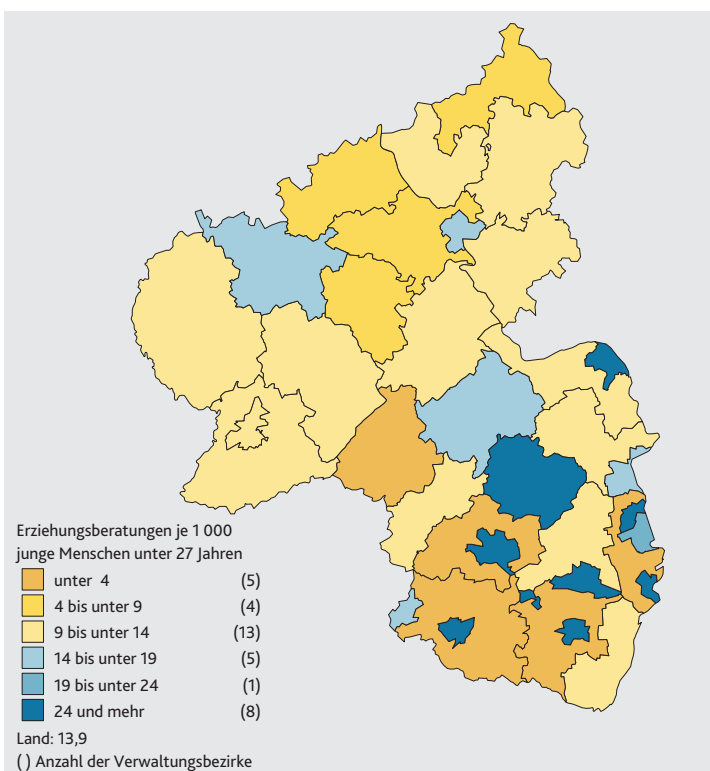 Erziehungsberatungen je 1 000
junge Menschen unter 27 Jahren
unter 4 (5)
4 bis unter 9 (4)
9 bis unter 14 (13)
14 bis unter 19 (5)
19 bis unter 24 (1)
24 und mehr (8)
Land: 13,9
( ) Anzahl der Verwaltungsbezirke